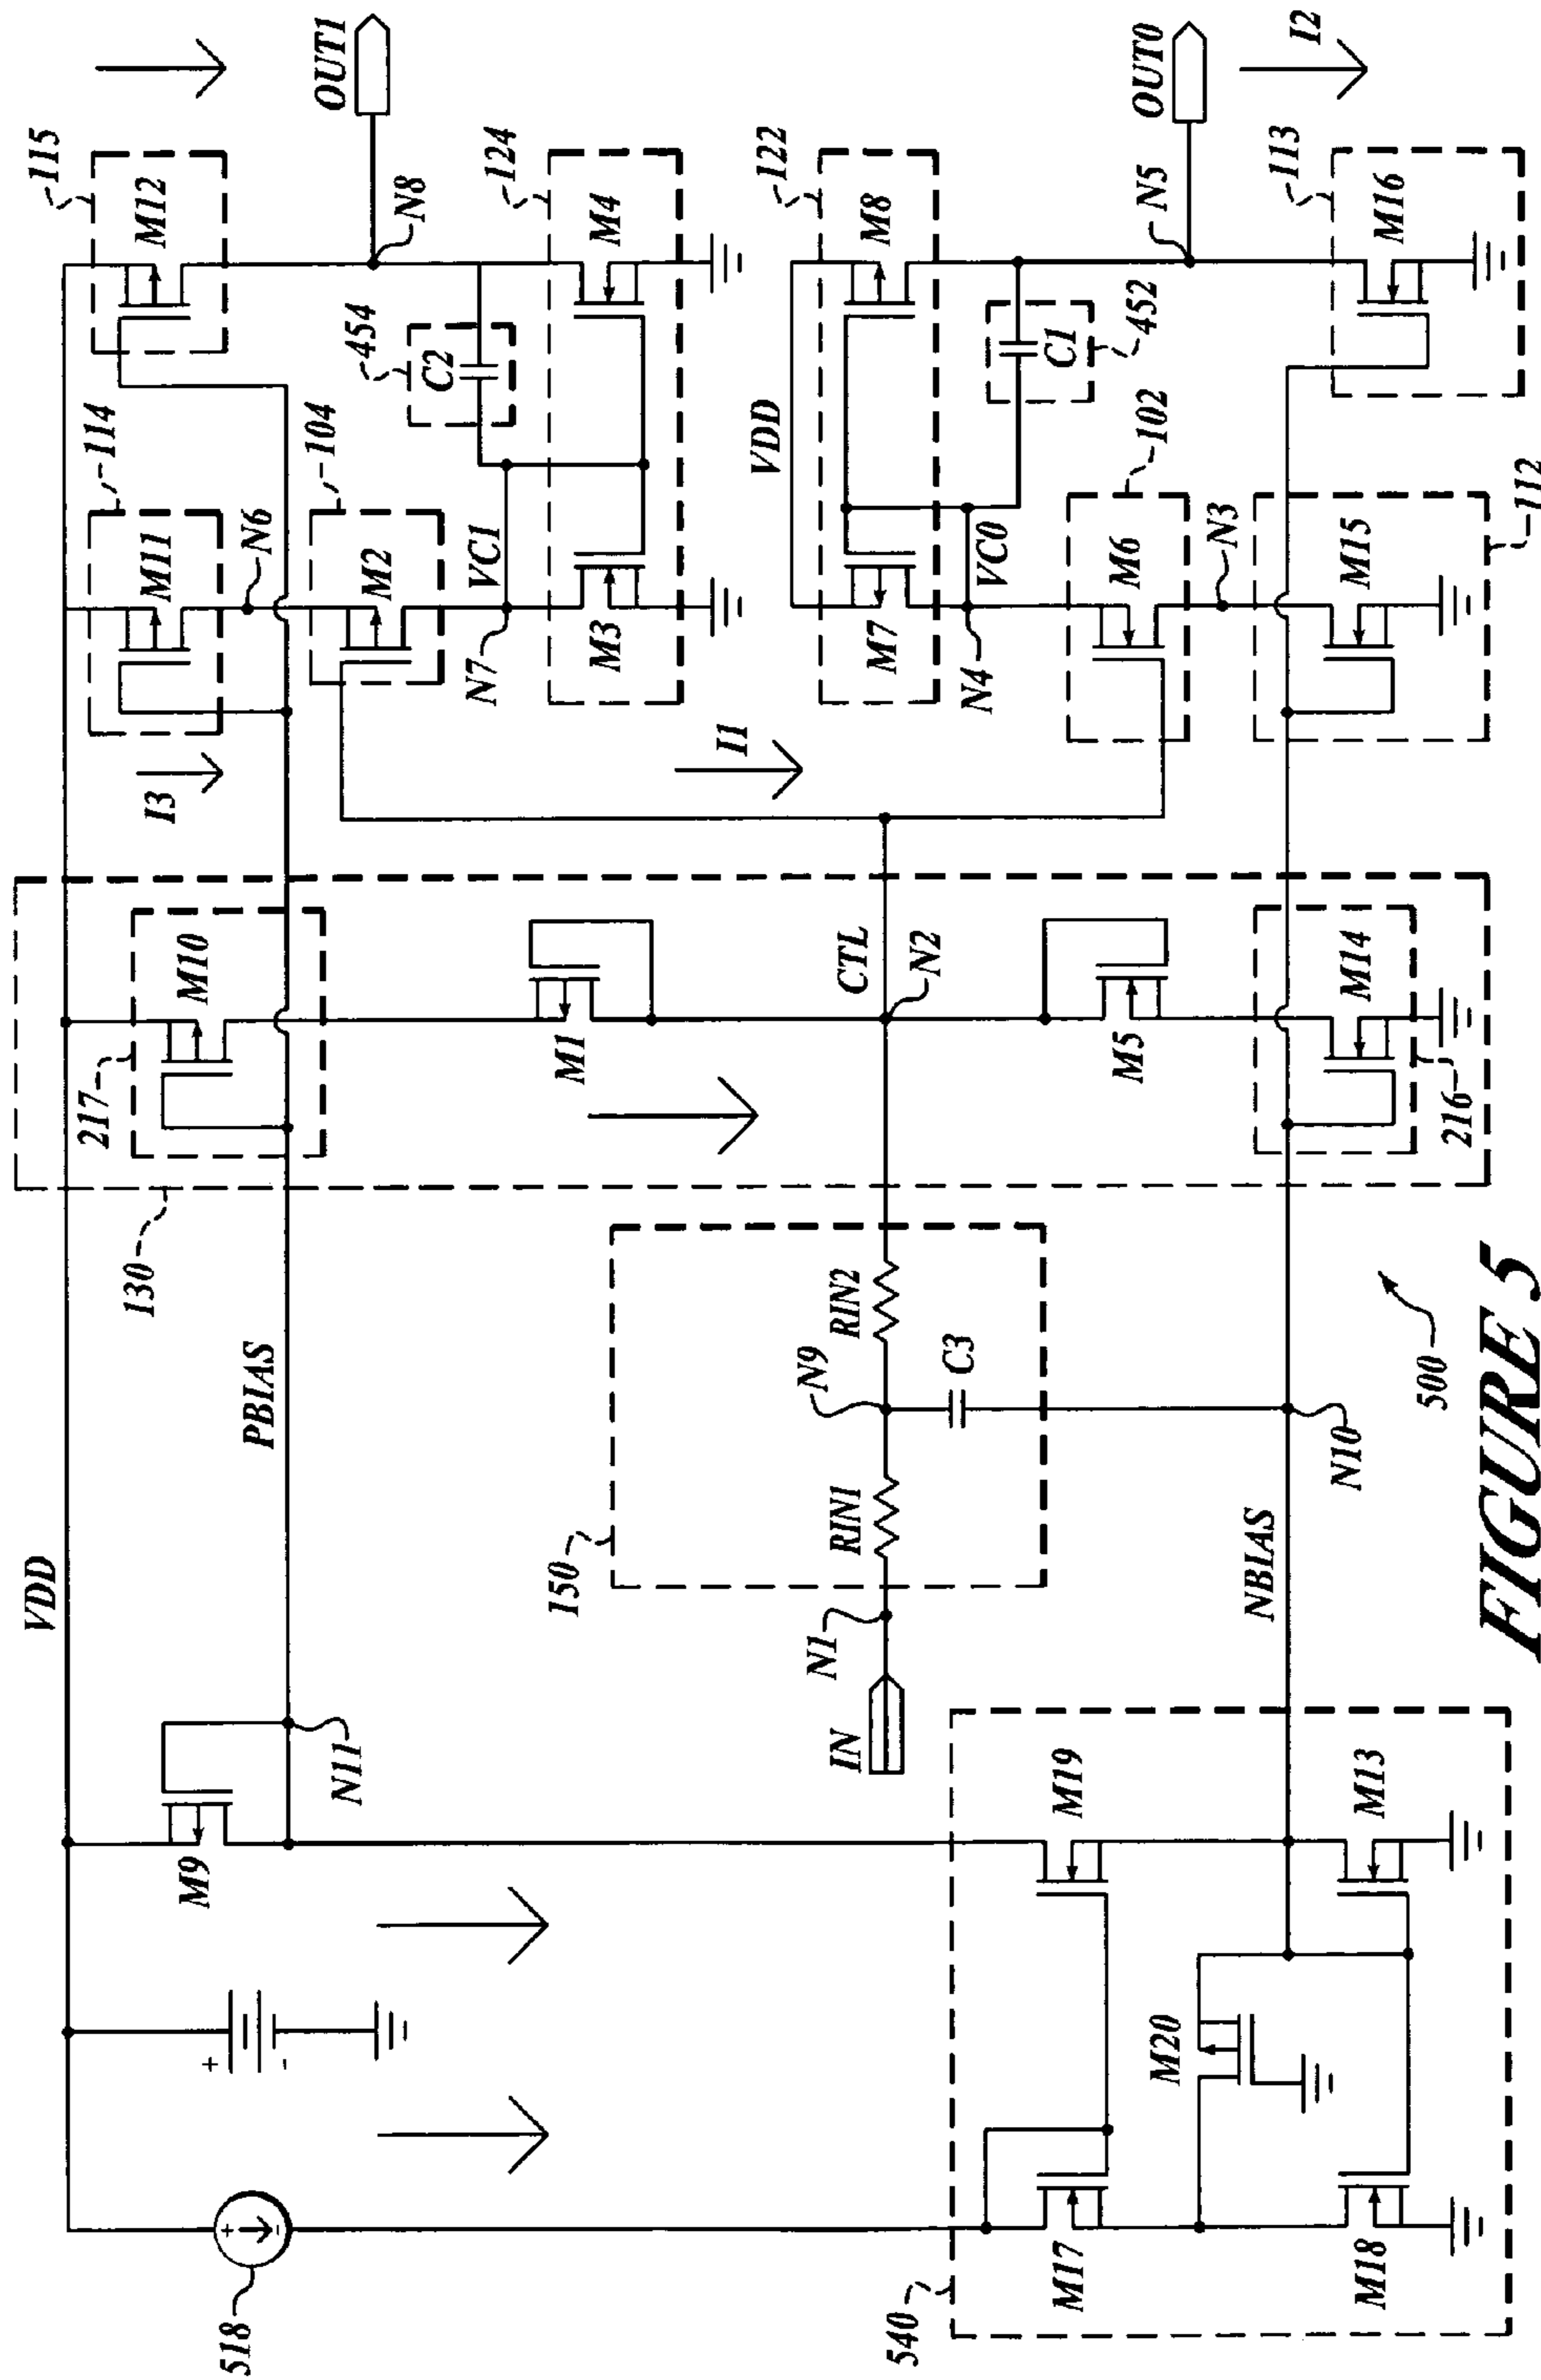 VDD
PBIAS
M9
N11
+
-
518
+
-
217
M10
130
M1
CTL
N2
M5
M14
216
I3
M11
114
N6
M2
104
M12
115
OUT1
N8
454
C2
VC1
N7
M3
M4
124
I1
VDD
M7
M8
122
C1
452
VC0
N4
M6
102
N3
N5
OUT0
I2
M15
112
M16
113
IN
N1
150
RIN1
N9
RIN2
C3
NBIAS
N10
540
M17
M19
M20
M18
M13
500
FIGURE 5